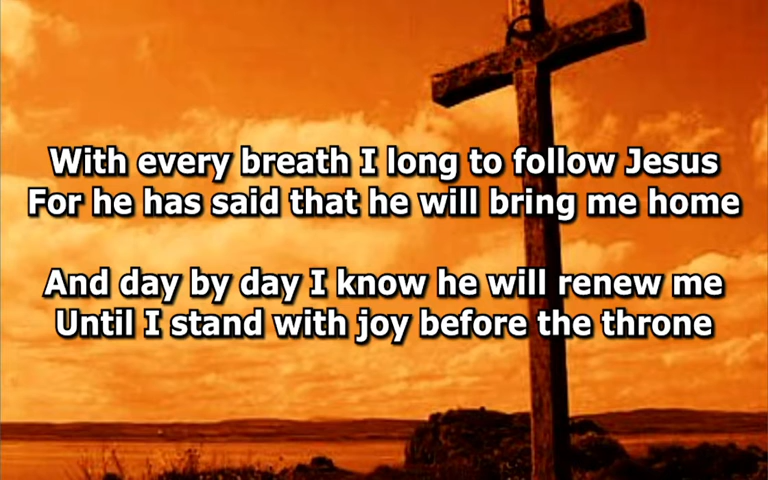 With every breath I long to follow Jesus
For he has said that he will bring me home
And day by day I know he will renew me
Until I stand with joy before the throne